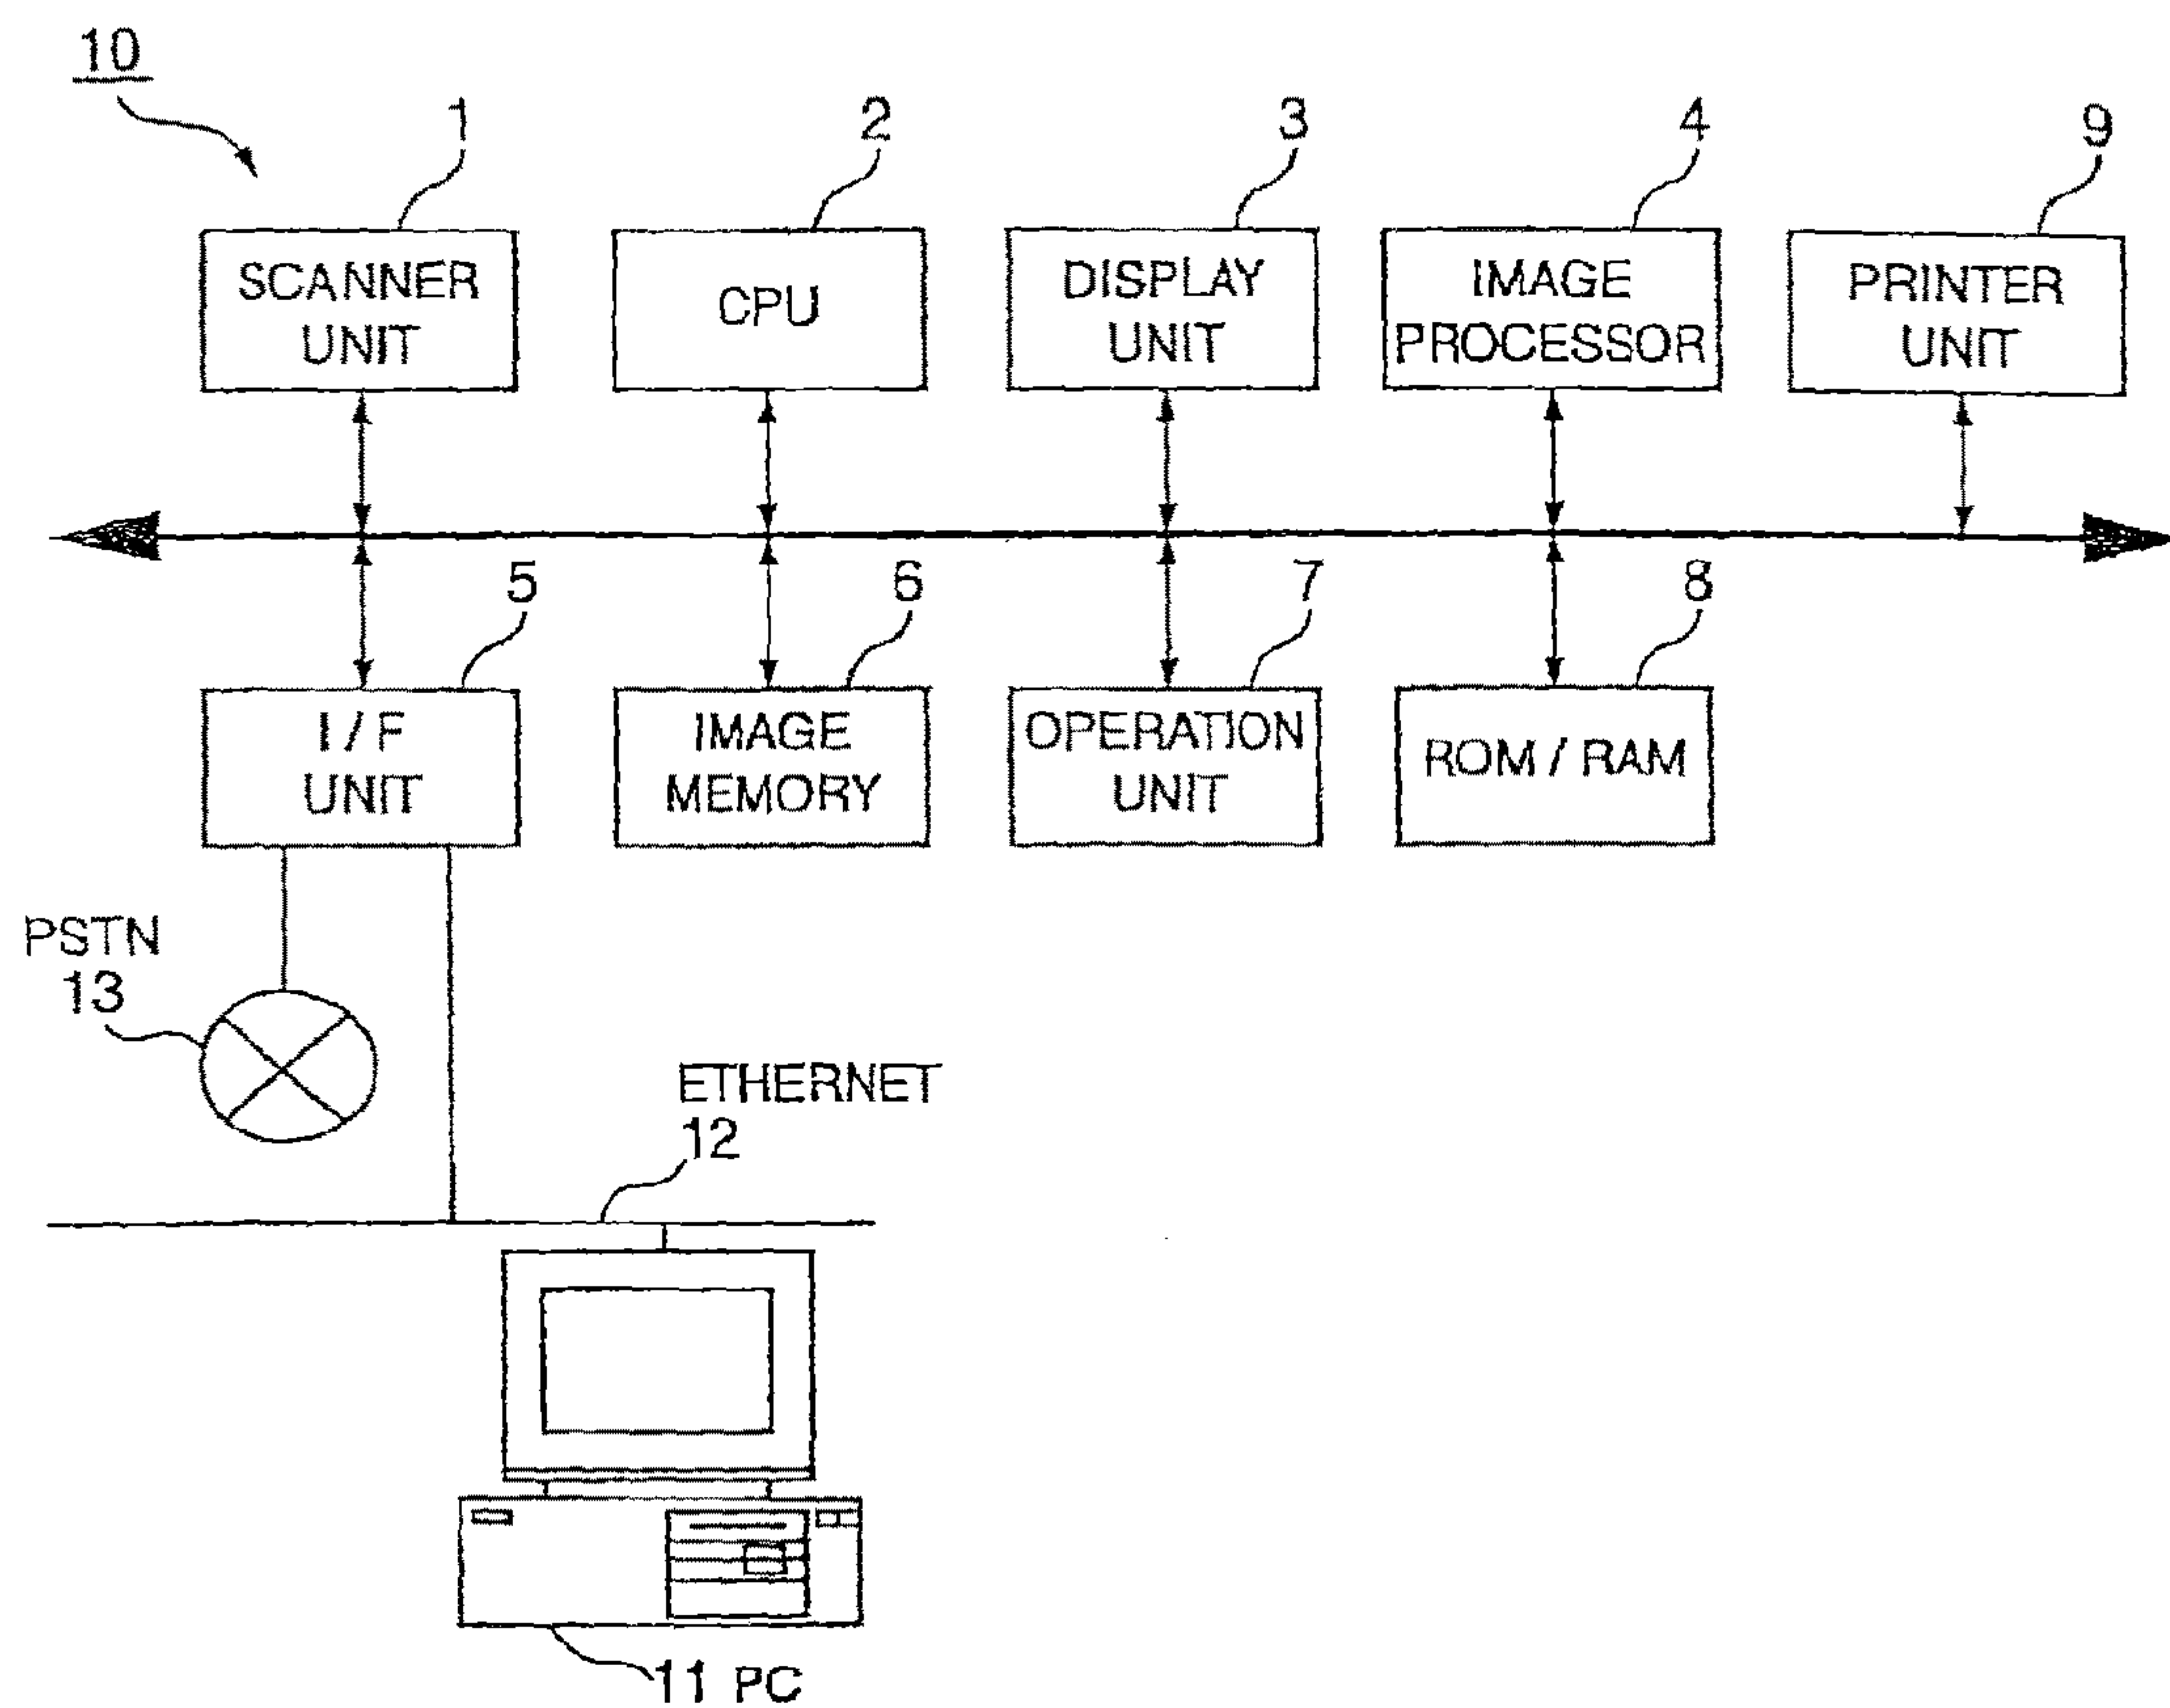 10
1
2
3
4
9
SCANNER
UNIT
CPU
DISPLAY
UNIT
IMAGE
PROCESSOR
PRINTER
UNIT
5
6
7
8
I / F
UNIT
IMAGE
MEMORY
OPERATION
UNIT
ROM / RAM
PSTN
13
ETHERNET
12
11 PC